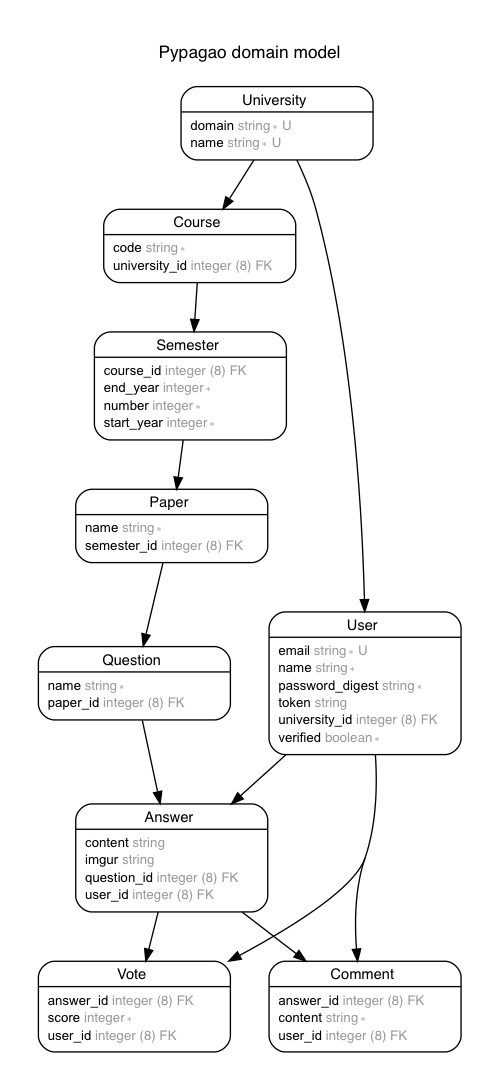 Pypagao domain model
University
domain string * U
name string * U
Course
code string *
university_id integer (8) FK
Semester
course_id integer (8) FK
end_year integer *
number integer *
start_year integer *
Paper
name string *
semester_id integer (8) FK
Question
name string *
paper_id integer (8) FK
User
email string * U
name string *
password_digest string *
token string
university_id integer (8) FK
verified boolean *
Answer
content string
imgur string
question_id integer (8) FK
user_id integer (8) FK
Vote
answer_id integer (8) FK
score integer *
user_id integer (8) FK
Comment
answer_id integer (8) FK
content string *
user_id integer (8) FK